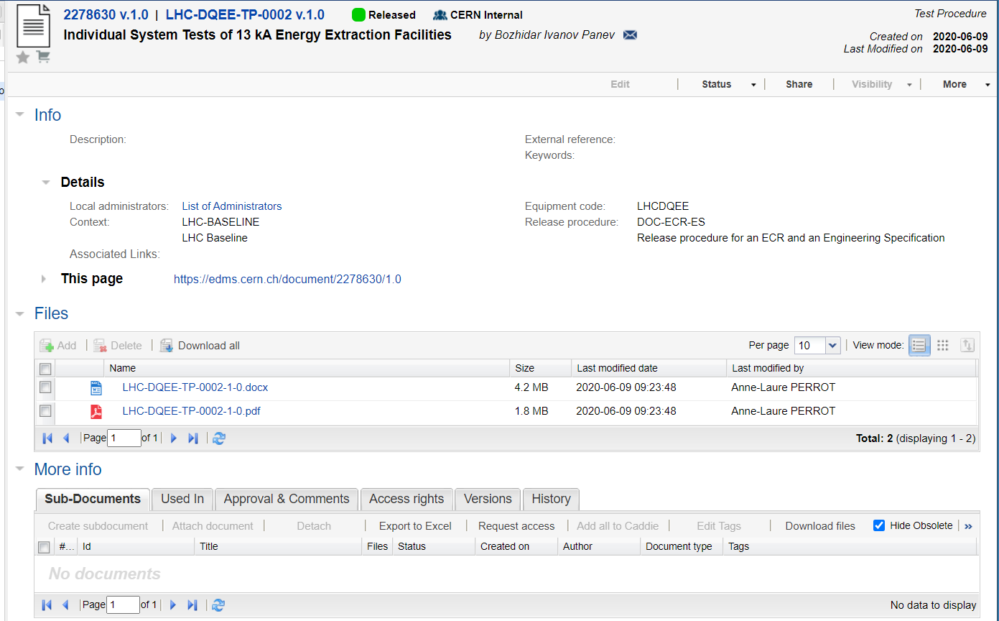 2278630 v.1.0 | LHC-DQEE-TP-0002 v.1.0 Released CERN Internal Test Procedure
Individual System Tests of 13 kA Energy Extraction Facilities by Bozhidar Ivanov Panev
Created on 2020-06-09
Last Modified on 2020-06-09
Edit | Status | Share | Visibility | More
Info
Description: External reference:
Keywords:
Details
Local administrators: List of Administrators Equipment code: LHCDQEE
Context: LHC-BASELINE Release procedure: DOC-ECR-ES
LHC Baseline Release procedure for an ECR and an Engineering Specification
Associated Links:
This page https://edms.cern.ch/document/2278630/1.0
Files
Add | Delete | Download all Per page 10 | View mode:
Name Size Last modified date Last modified by
LHC-DQEE-TP-0002-1-0.docx 4.2 MB 2020-06-09 09:23:48 Anne-Laure PERROT
LHC-DQEE-TP-0002-1-0.pdf 1.8 MB 2020-06-09 09:23:48 Anne-Laure PERROT
Page 1 of 1 Total: 2 (displaying 1 - 2)
More info
Sub-Documents Used In Approval & Comments Access rights Versions History
Create subdocument | Attach document | Detach | Export to Excel | Request access | Add all to Caddie | Edit Tags | Download files Hide Obsolete | »
#... Id Title Files Status Created on Author Document type Tags
No documents
Page 1 of 1 No data to display